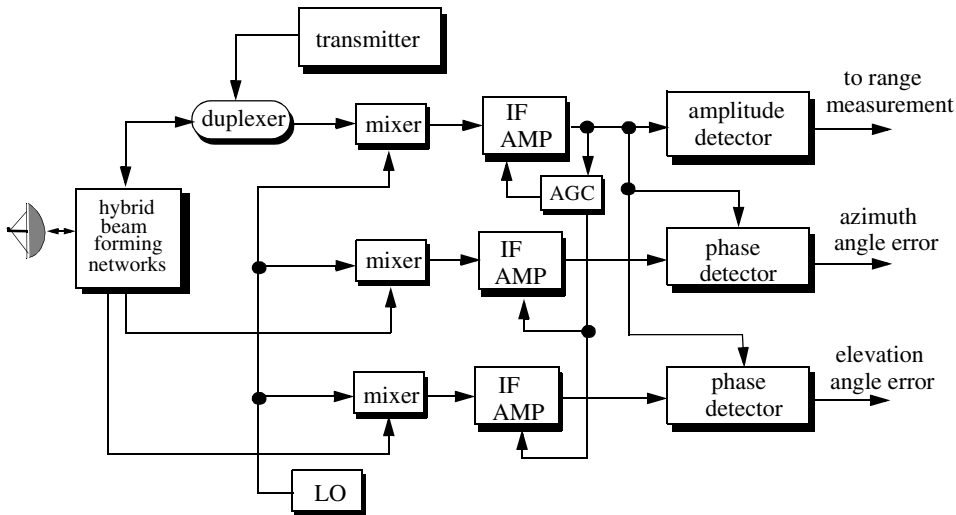 transmitter
duplexer
mixer
IF
AMP
amplitude
detector
to range
measurement
AGC
hybrid
beam
forming
networks
mixer
IF
AMP
phase
detector
azimuth
angle error
mixer
IF
AMP
phase
detector
elevation
angle error
LO